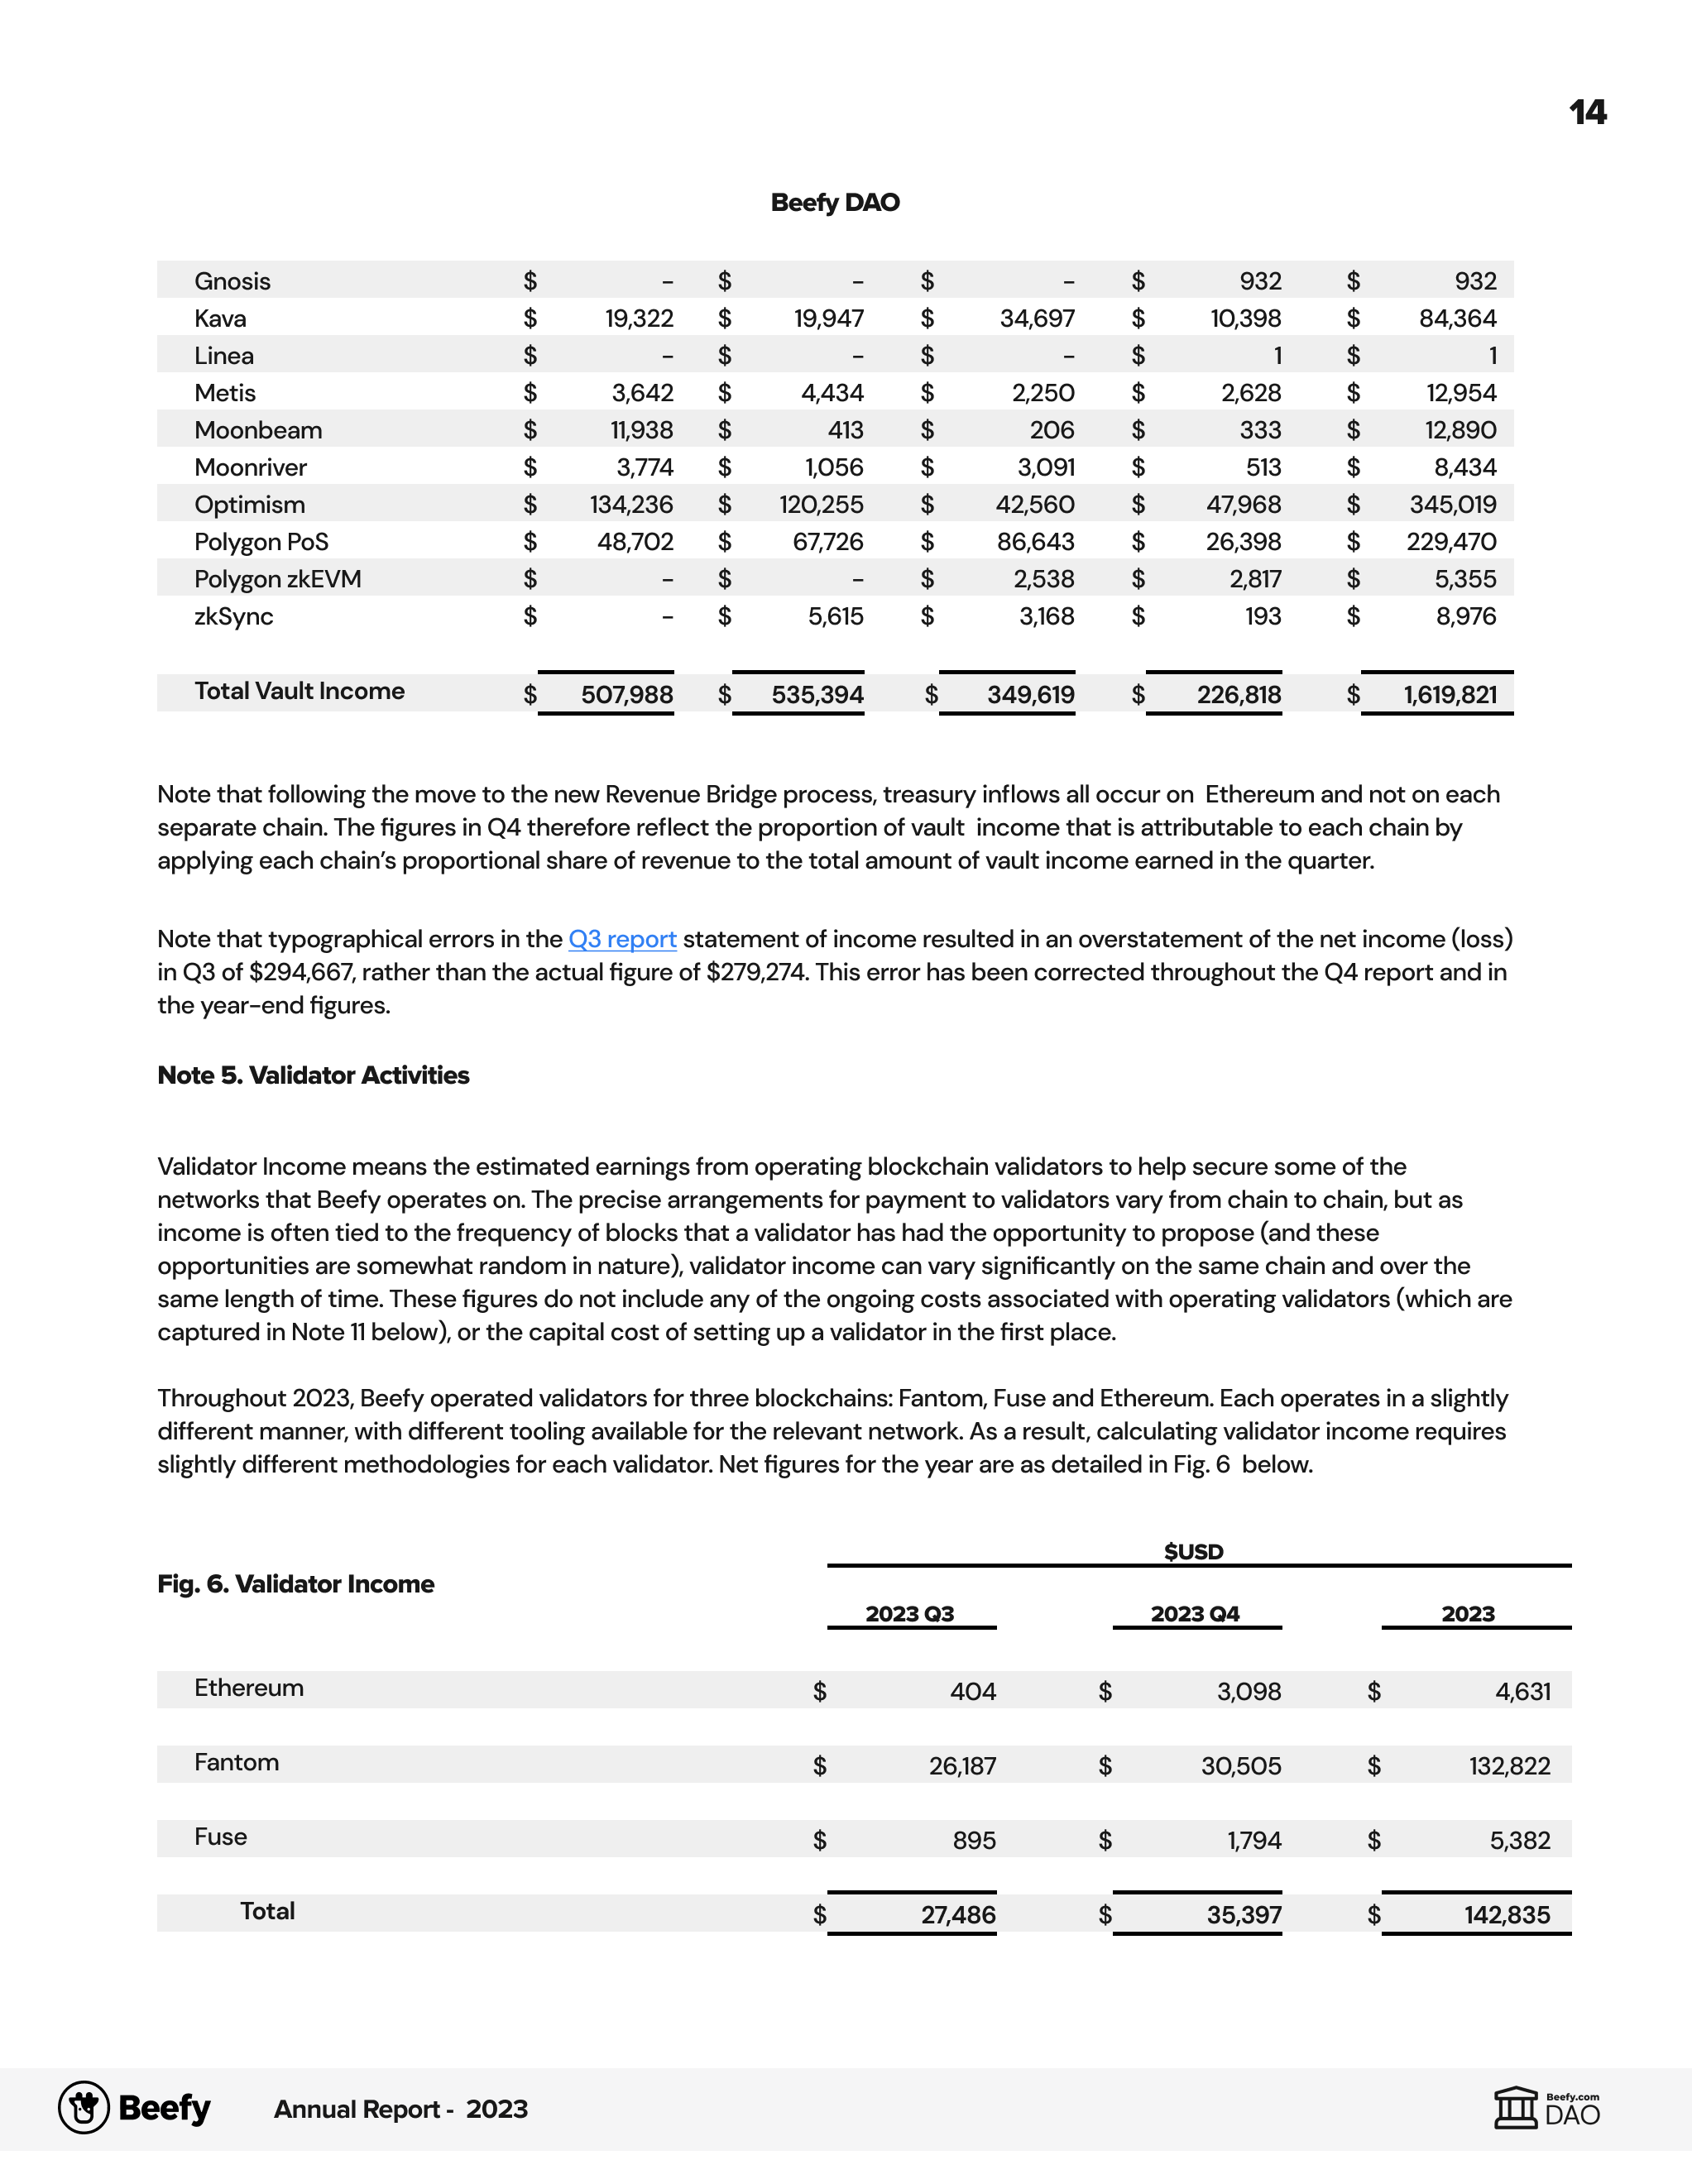 14
Beefy DAO
Gnosis $ – $ – $ – $ 932 $ 932
Kava $ 19,322 $ 19,947 $ 34,697 $ 10,398 $ 84,364
Linea $ – $ – $ – $ 1 $ 1
Metis $ 3,642 $ 4,434 $ 2,250 $ 2,628 $ 12,954
Moonbeam $ 11,938 $ 413 $ 206 $ 333 $ 12,890
Moonriver $ 3,774 $ 1,056 $ 3,091 $ 513 $ 8,434
Optimism $ 134,236 $ 120,255 $ 42,560 $ 47,968 $ 345,019
Polygon PoS $ 48,702 $ 67,726 $ 86,643 $ 26,398 $ 229,470
Polygon zkEVM $ – $ – $ 2,538 $ 2,817 $ 5,355
zkSync $ – $ 5,615 $ 3,168 $ 193 $ 8,976
Total Vault Income $ 507,988 $ 535,394 $ 349,619 $ 226,818 $ 1,619,821
Note that following the move to the new Revenue Bridge process, treasury inflows all occur on Ethereum and not on each
separate chain. The figures in Q4 therefore reflect the proportion of vault income that is attributable to each chain by
applying each chain’s proportional share of revenue to the total amount of vault income earned in the quarter.
Note that typographical errors in the Q3 report statement of income resulted in an overstatement of the net income (loss)
in Q3 of $294,667, rather than the actual figure of $279,274. This error has been corrected throughout the Q4 report and in
the year-end figures.
Note 5. Validator Activities
Validator Income means the estimated earnings from operating blockchain validators to help secure some of the
networks that Beefy operates on. The precise arrangements for payment to validators vary from chain to chain, but as
income is often tied to the frequency of blocks that a validator has had the opportunity to propose (and these
opportunities are somewhat random in nature), validator income can vary significantly on the same chain and over the
same length of time. These figures do not include any of the ongoing costs associated with operating validators (which are
captured in Note 11 below), or the capital cost of setting up a validator in the first place.
Throughout 2023, Beefy operated validators for three blockchains: Fantom, Fuse and Ethereum. Each operates in a slightly
different manner, with different tooling available for the relevant network. As a result, calculating validator income requires
slightly different methodologies for each validator. Net figures for the year are as detailed in Fig. 6 below.
$USD
Fig. 6. Validator Income
2023 Q3 2023 Q4 2023
Ethereum $ 404 $ 3,098 $ 4,631
Fantom $ 26,187 $ 30,505 $ 132,822
Fuse $ 895 $ 1,794 $ 5,382
Total $ 27,486 $ 35,397 $ 142,835
Beefy Annual Report - 2023
Beefy.com
DAO